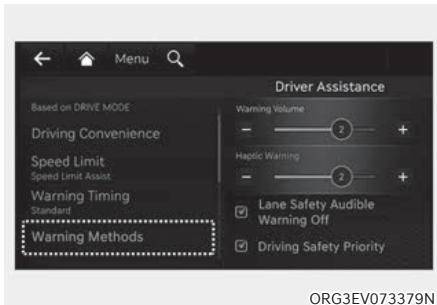 Menu
Driver Assistance
Based on DRIVE MODE
Driving Convenience
Speed Limit
Speed Limit Assist
Warning Timing
Standard
Warning Methods
Warning Volume
− 2 +
Haptic Warning
− 2 +
Lane Safety Audible
Warning Off
Driving Safety Priority
ORG3EV073379N